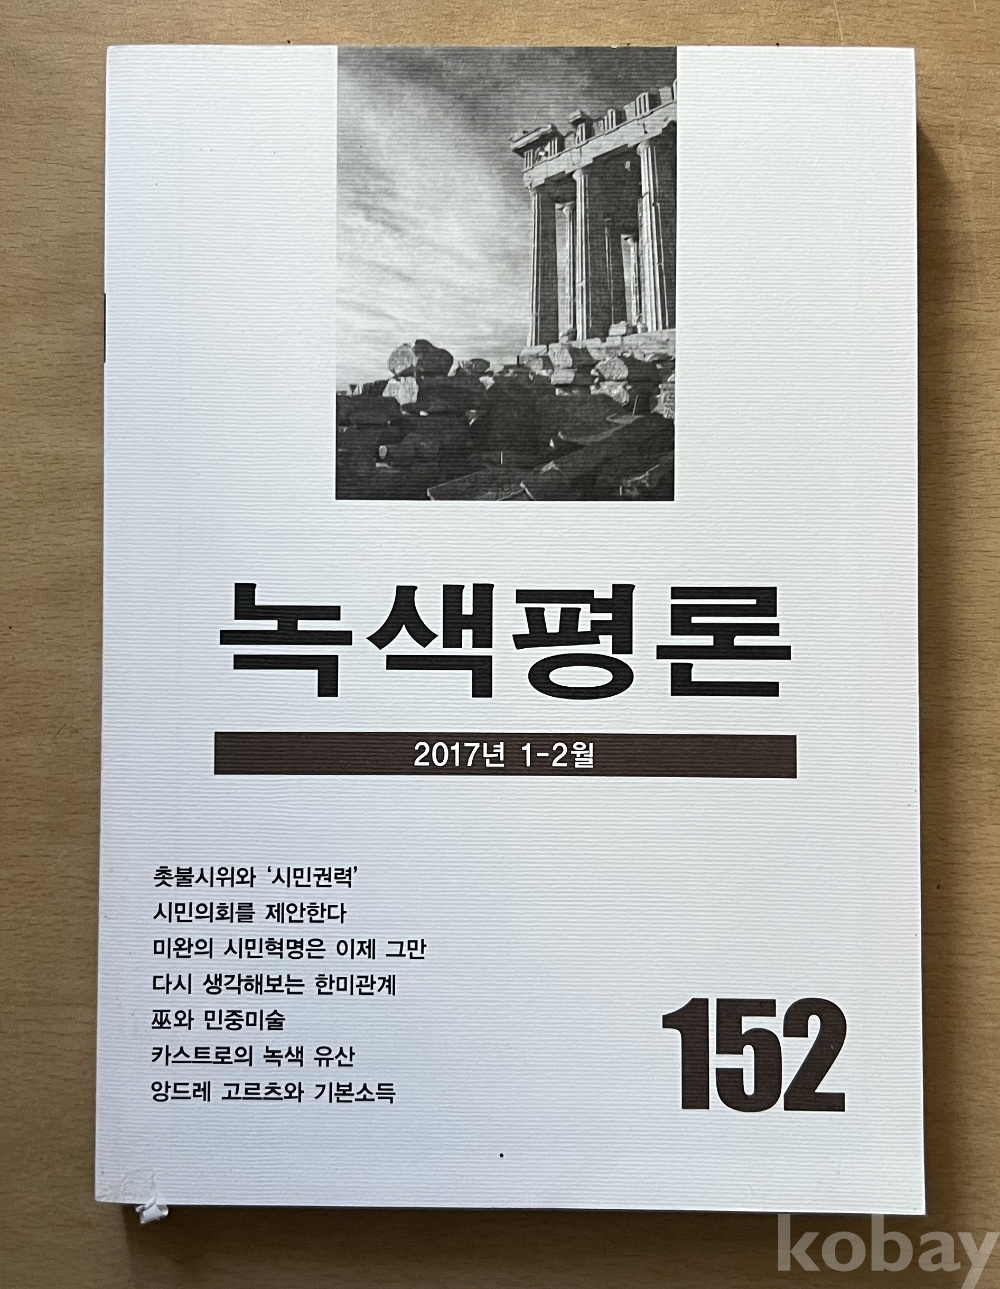 녹색평론
2017년 1-2월
촛불시위와 ‘시민권력’
시민의회를 제안한다
미완의 시민혁명은 이제 그만
다시 생각해보는 한미관계
巫와 민중미술
카스트로의 녹색 유산
앙드레 고르츠와 기본소득
152
kobay